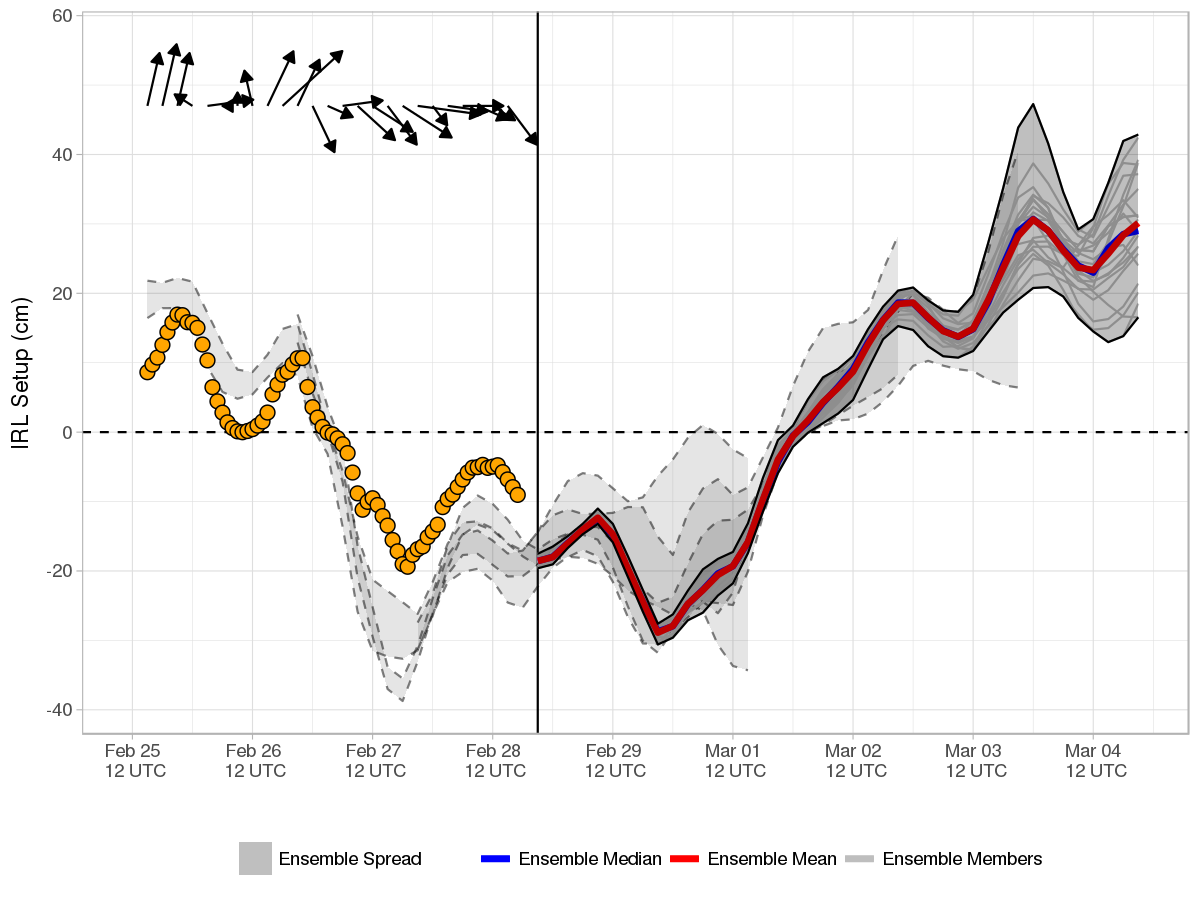 60
40
20
0
-20
-40
IRL Setup (cm)
Feb 25 Feb 26 Feb 27 Feb 28 Feb 29 Mar 01 Mar 02 Mar 03 Mar 04
12 UTC 12 UTC 12 UTC 12 UTC 12 UTC 12 UTC 12 UTC 12 UTC 12 UTC
Ensemble Spread Ensemble Median Ensemble Mean Ensemble Members